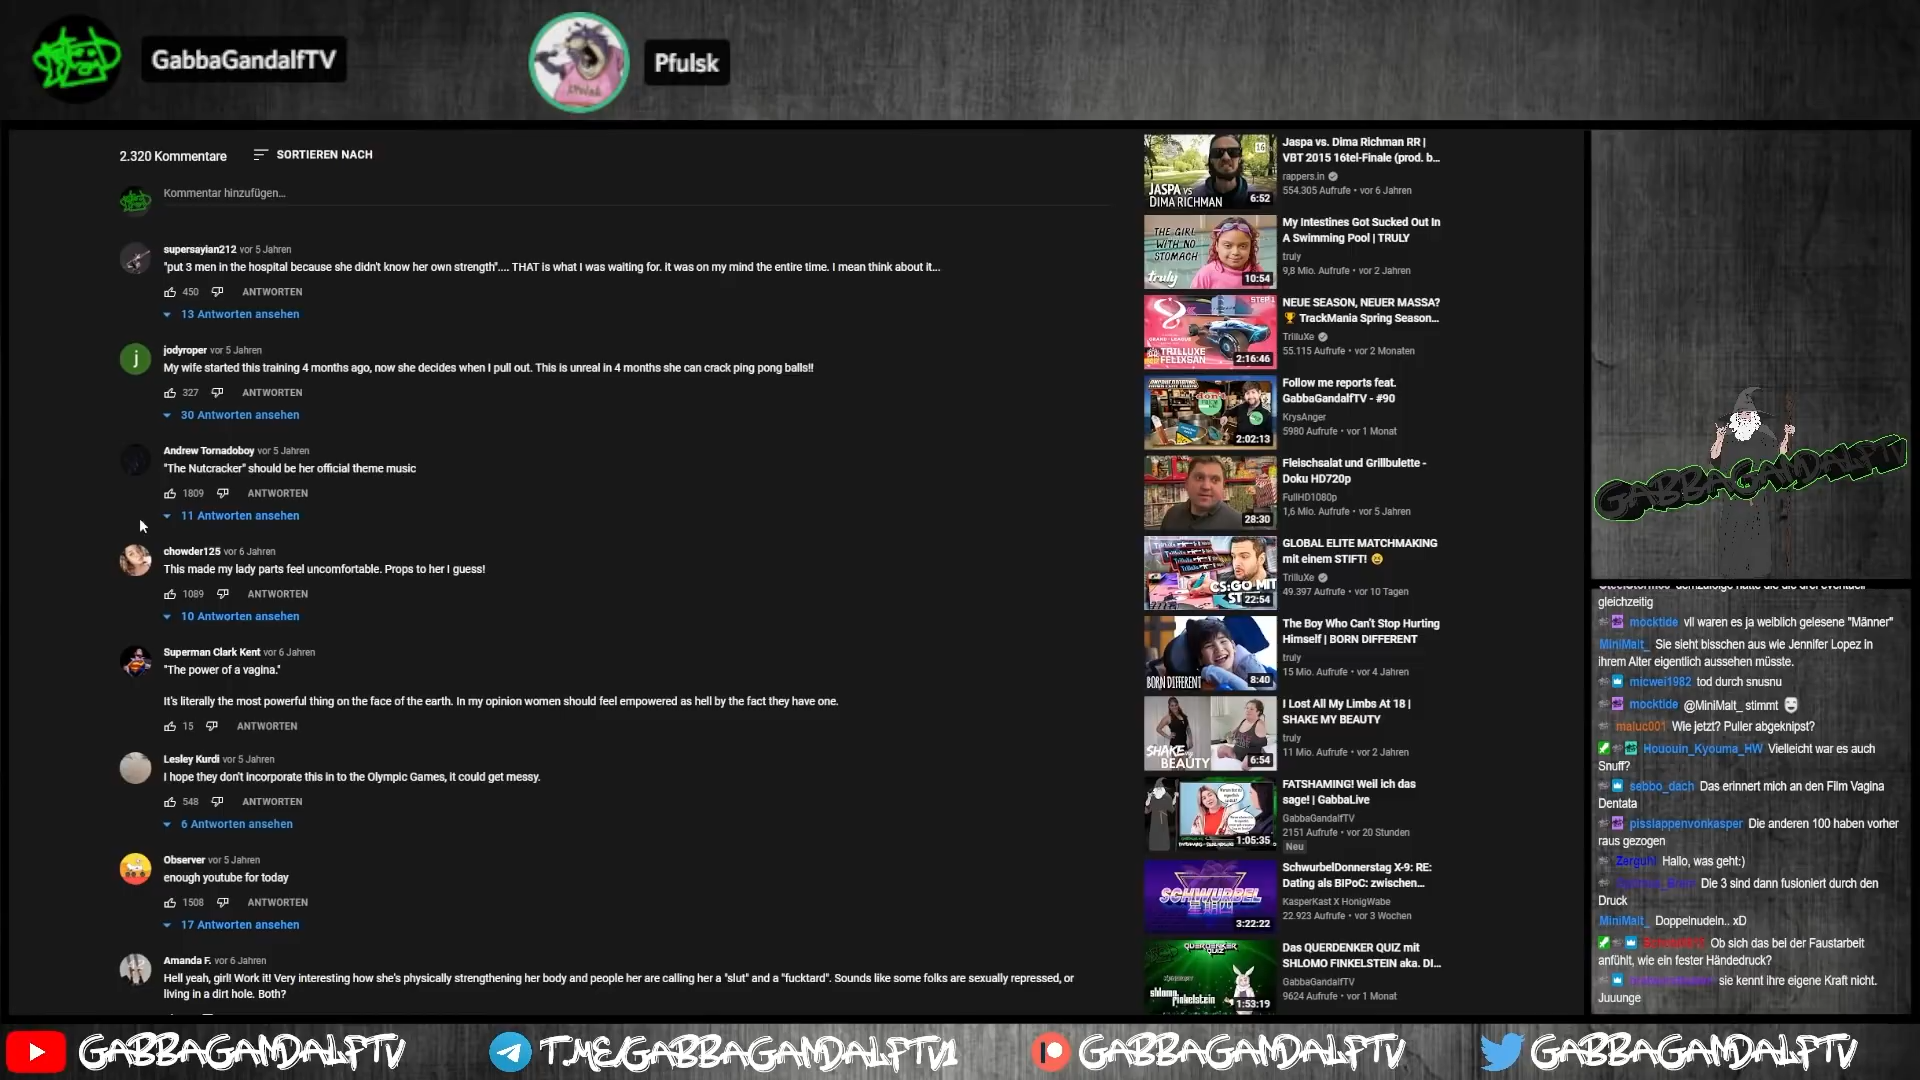 GabbaGandalfTV
Pfulsk
2.320 Kommentare
SORTIEREN NACH
Kommentar hinzufügen...
supersayian212 vor 5 Jahren
"put 3 men in the hospital because she didn't know her own strength".... THAT is what I was waiting for. it was on my mind the entire time. I mean think about it...
450 ANTWORTEN
13 Antworten ansehen
j
jodyroper vor 5 Jahren
My wife started this training 4 months ago, now she decides when I pull out. This is unreal in 4 months she can crack ping pong balls!!
327 ANTWORTEN
30 Antworten ansehen
Andrew Tornadoboy vor 5 Jahren
"The Nutcracker" should be her official theme music
1809 ANTWORTEN
11 Antworten ansehen
chowder125 vor 6 Jahren
This made my lady parts feel uncomfortable. Props to her I guess!
1089 ANTWORTEN
10 Antworten ansehen
Superman Clark Kent vor 6 Jahren
"The power of a vagina."
It's literally the most powerful thing on the face of the earth. In my opinion women should feel empowered as hell by the fact they have one.
15 ANTWORTEN
Lesley Kurdi vor 5 Jahren
I hope they don't incorporate this in to the Olympic Games, it could get messy.
548 ANTWORTEN
6 Antworten ansehen
Observer vor 5 Jahren
enough youtube for today
1508 ANTWORTEN
17 Antworten ansehen
Amanda F. vor 6 Jahren
Hell yeah, girl! Work it! Very interesting how she's physically strengthening her body and people her are calling her a "slut" and a "fucktard". Sounds like some folks are sexually repressed, or
living in a dirt hole. Both?
16
JASPA VS
DIMA RICHMAN
6:52
Jaspa vs. Dima Richman RR |
VBT 2015 16tel-Finale (prod. b...
rappers.in
554.305 Aufrufe • vor 6 Jahren
THE GIRL
WITH NO
STOMACH
truly
10:54
My Intestines Got Sucked Out In
A Swimming Pool | TRULY
truly
9,8 Mio. Aufrufe • vor 2 Jahren
STEP 1
GRAND LEAGUE
TRILLUXE
FELIXSAN
2:16:46
NEUE SEASON, NEUER MASSA?
🏆 TrackMania Spring Season...
TrilluXe
55.115 Aufrufe • vor 2 Monaten
2:02:13
Follow me reports feat.
GabbaGandalfTV - #90
KrysAnger
5980 Aufrufe • vor 1 Monat
28:30
Fleischsalat und Grillbulette -
Doku HD720p
FullHD1080p
1,6 Mio. Aufrufe • vor 5 Jahren
CS:GO MIT
22:54
GLOBAL ELITE MATCHMAKING
mit einem STIFT! 😆
TrilluXe
49.397 Aufrufe • vor 10 Tagen
BORN DIFFERENT
8:40
The Boy Who Can't Stop Hurting
Himself | BORN DIFFERENT
truly
15 Mio. Aufrufe • vor 4 Jahren
SHAKE my
BEAUTY
6:54
I Lost All My Limbs At 18 |
SHAKE MY BEAUTY
truly
11 Mio. Aufrufe • vor 2 Jahren
1:05:35
FATSHAMING! Weil ich das
sage! | GabbaLive
GabbaGandalfTV
2151 Aufrufe • vor 20 Stunden
Neu
SCHWURBEL
星期四
3:22:22
SchwurbelDonnerstag X-9: RE:
Dating als BIPoC: zwischen...
KasperKast X HonigWabe
22.923 Aufrufe • vor 3 Wochen
QUERDENKER
QUIZ
shlomo finkelstein
1:53:19
Das QUERDENKER QUIZ mit
SHLOMO FINKELSTEIN aka. DI...
GabbaGandalfTV
9624 Aufrufe • vor 1 Monat
GABBAGANDALFTV
gleichzeitig
mocktide vll waren es ja weiblich gelesene "Männer"
MiniMalt_ Sie sieht bisschen aus wie Jennifer Lopez in
ihrem Alter eigentlich aussehen müsste.
micwei1982 tod durch snusnu
mocktide @MiniMalt_ stimmt
maluc001 Wie jetzt? Puller abgeknipst?
Hououin_Kyouma_HW Vielleicht war es auch
Snuff?
sebbo_dach Das erinnert mich an den Film Vagina
Dentata
pisslappenvonkasper Die anderen 100 haben vorher
raus gezogen
Hallo, was geht:)
Die 3 sind dann fusioniert durch den
Druck
MiniMalt_ Doppelnudeln.. xD
Ob sich das bei der Faustarbeit
anfühlt, wie ein fester Händedruck?
sie kennt ihre eigene Kraft nicht.
Juuunge
GABBAGANDALFTV
T.ME/GABBAGANDALFTV1
GABBAGANDALFTV
GABBAGANDALFTV